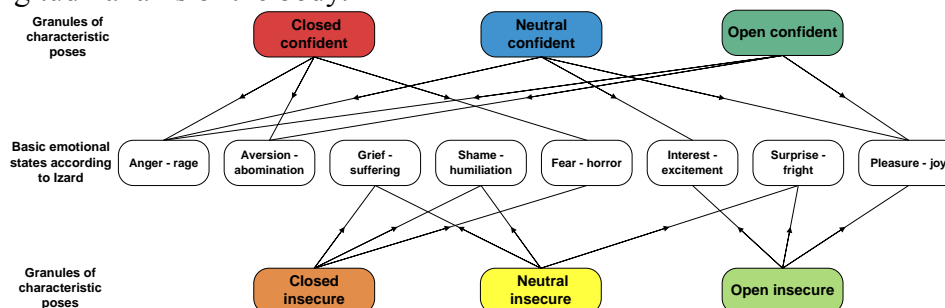 Granules of
characteristic
poses
Closed
confident
Neutral
confident
Open confident
Basic emotional
states according
to Izard
Anger - rage
Aversion -
abomination
Grief -
suffering
Shame -
humiliation
Fear - horror
Interest -
excitement
Surprise -
fright
Pleasure - joy
Granules of
characteristic
poses
Closed
insecure
Neutral
insecure
Open insecure